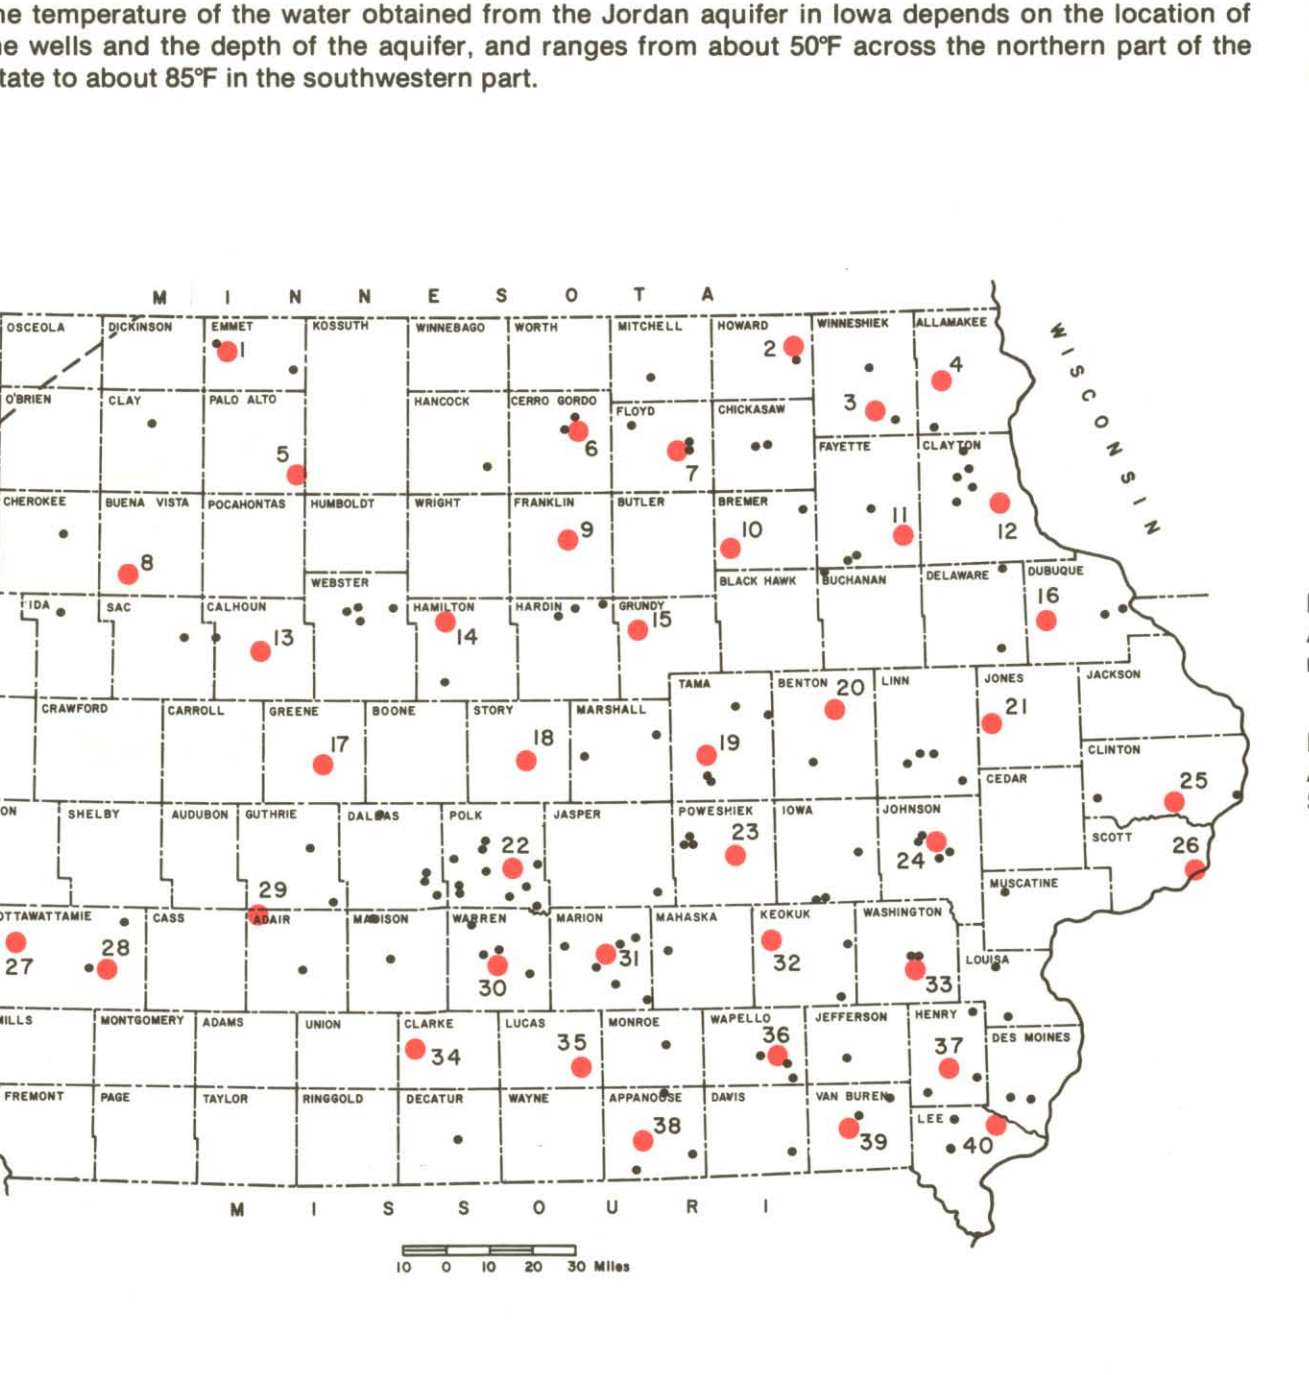 ne temperature of the water obtained from the Jordan aquifer in Iowa depends on the location of
e wells and the depth of the aquifer, and ranges from about 50°F across the northern part of the
tate to about 85°F in the southwestern part.
M I N N E S O T A
OSCEOLA DICKINSON EMMET KOSSUTH WINNEBAGO WORTH MITCHELL HOWARD WINNESHIEK ALLAMAKEE
1 2 3 4
WISCONSIN
O'BRIEN CLAY PALO ALTO HANCOCK CERRO GORDO FLOYD CHICKASAW FAYETTE CLAYTON
5 6 7
CHEROKEE BUENA VISTA POCAHONTAS HUMBOLDT WRIGHT FRANKLIN BUTLER BREMER
8 9 10 11 12
WEBSTER BLACK HAWK BUCHANAN DELAWARE DUBUQUE
IDA SAC CALHOUN HAMILTON HARDIN GRUNDY
13 14 15 16
CRAWFORD CARROLL GREENE BOONE STORY MARSHALL TAMA BENTON LINN JONES JACKSON
17 18 19 20 21
CLINTON
CEDAR
25
ON SHELBY AUDUBON GUTHRIE DALLAS POLK JASPER POWESHIEK IOWA JOHNSON SCOTT
22 23 24 26
MUSCATINE
29
OTTAWATTAMIE CASS ADAIR MADISON WARREN MARION MAHASKA KEOKUK WASHINGTON
LOUISA
27 28 30 31 32 33
MILLS MONTGOMERY ADAMS UNION CLARKE LUCAS MONROE WAPELLO JEFFERSON HENRY DES MOINES
34 35 36 37
FREMONT PAGE TAYLOR RINGGOLD DECATUR WAYNE APPANOOSE DAVIS VAN BUREN LEE
38 39 40
M I S S O U R I
10 0 10 20 30 Miles